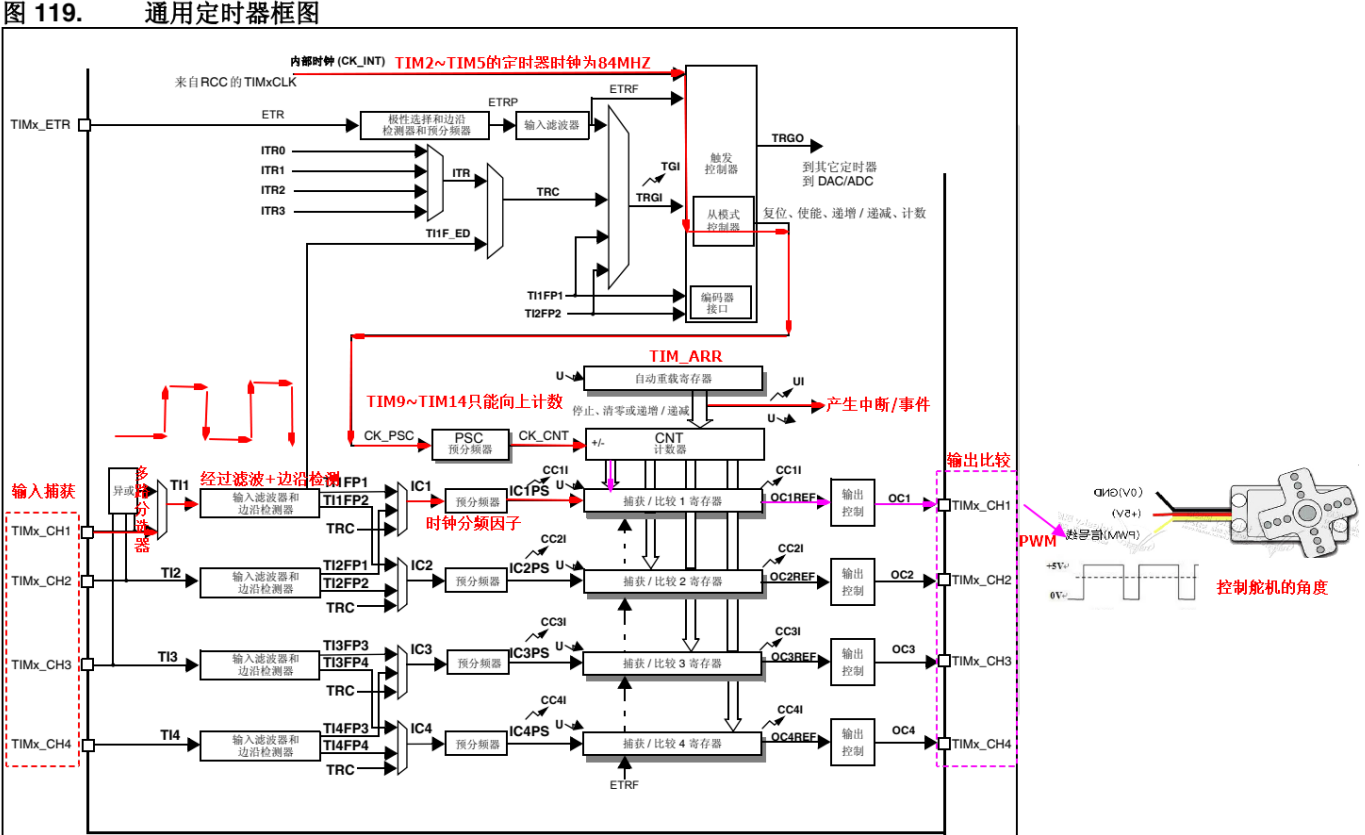 图 119. 通用定时器框图
内部时钟 (CK_INT) TIM2~TIM5的定时器时钟为84MHZ
来自RCC 的 TIMxCLK
ETRF
ETRP
TIMx_ETR
ETR
极性选择和边沿
检测器和预分频器
输入滤波器
触发
控制器
TRGO
到其它定时器
到 DAC/ADC
ITR0
ITR1
ITR2
ITR3
ITR
TRC
TGI
TRGI
TI1F_ED
从模式
控制器
复位、使能、递增 / 递减、计数
TI1FP1
TI2FP2
编码器
接口
TIM_ARR
U
自动重载寄存器
UI
U
产生中断/事件
TIM9~TIM14只能向上计数
停止、清零或递增 / 递减
CK_PSC
PSC
预分频器
CK_CNT
+/-
CNT
计数器
输入捕获
异或
多路分选器
TI1
经过滤波+边沿检测
输入滤波器和
边沿检测器
TI1FP1
TI1FP2
TRC
IC1
预分频器
时钟分频因子
CC1I
IC1PS
U
捕获 / 比较 1 寄存器
CC1I
OC1REF
输出
控制
OC1
输出比较
TIMx_CH1
TIMx_CH1
TIMx_CH2
TI2
输入滤波器和
边沿检测器
TI2FP1
TI2FP2
TRC
IC2
预分频器
CC2I
IC2PS
U
捕获 / 比较 2 寄存器
CC2I
OC2REF
输出
控制
OC2
TIMx_CH2
TIMx_CH3
TI3
输入滤波器和
边沿检测器
TI3FP3
TI3FP4
TRC
IC3
预分频器
CC3I
IC3PS
U
捕获 / 比较 3 寄存器
CC3I
OC3REF
输出
控制
OC3
TIMx_CH3
TIMx_CH4
TI4
输入滤波器和
边沿检测器
TI4FP3
TI4FP4
TRC
IC4
预分频器
CC4I
IC4PS
U
捕获 / 比较 4 寄存器
CC4I
OC4REF
输出
控制
OC4
TIMx_CH4
ETRF
(0V)GND
(+5V)
(PWM)信号线
PWM
+5V
0V
控制舵机的角度